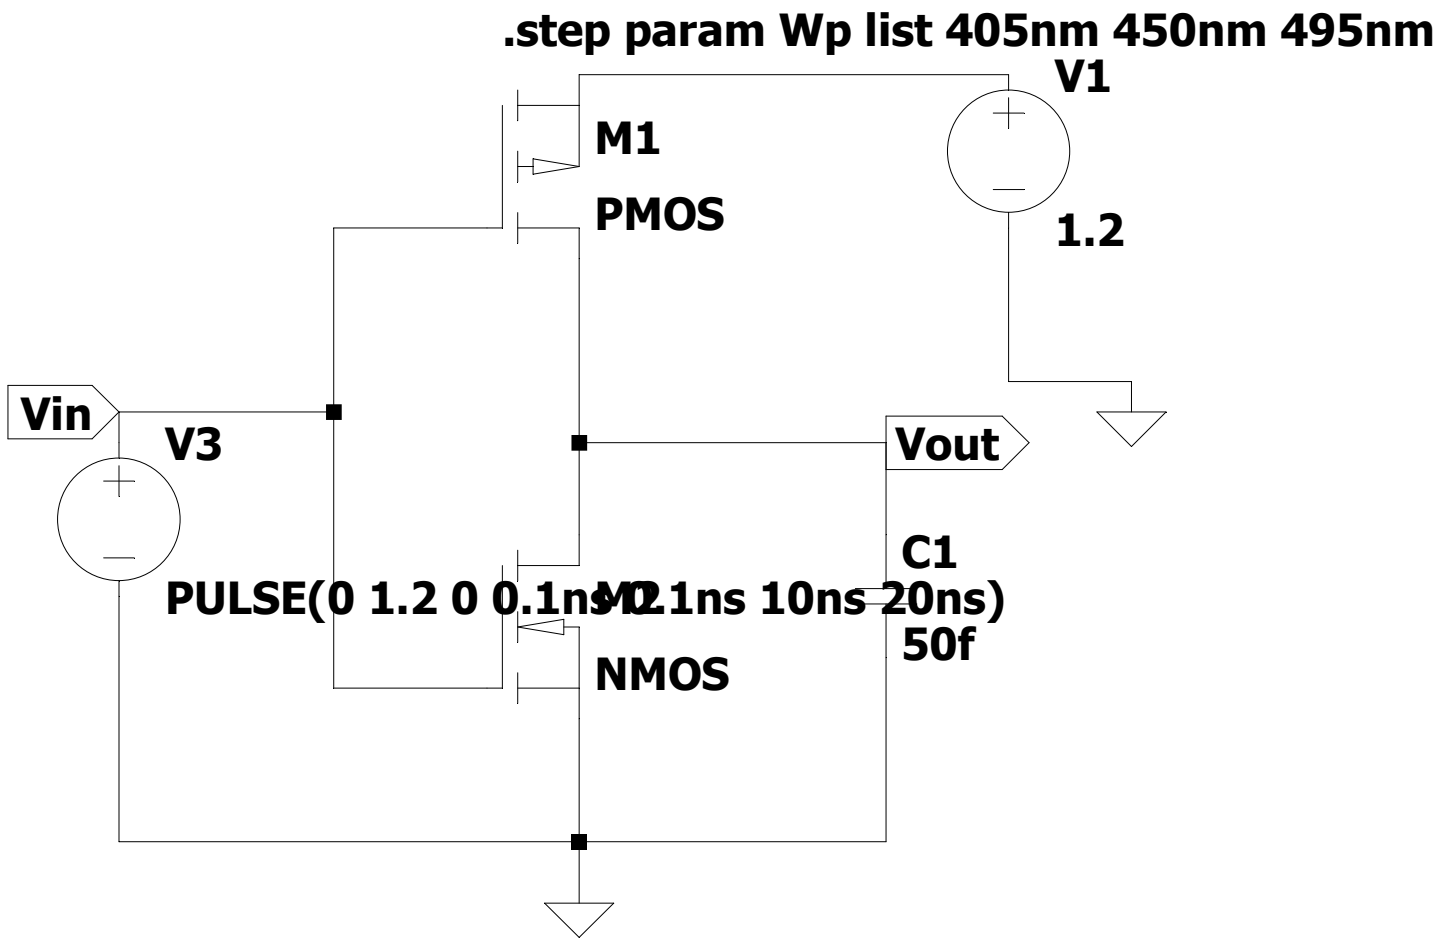 .step param Wp list 405nm 450nm 495nm
V1
M1
PMOS
1.2
Vin
V3
Vout
C1
PULSE(0 1.2 0 0.1ns 0.1ns 10ns 20ns)
M2
50f
NMOS